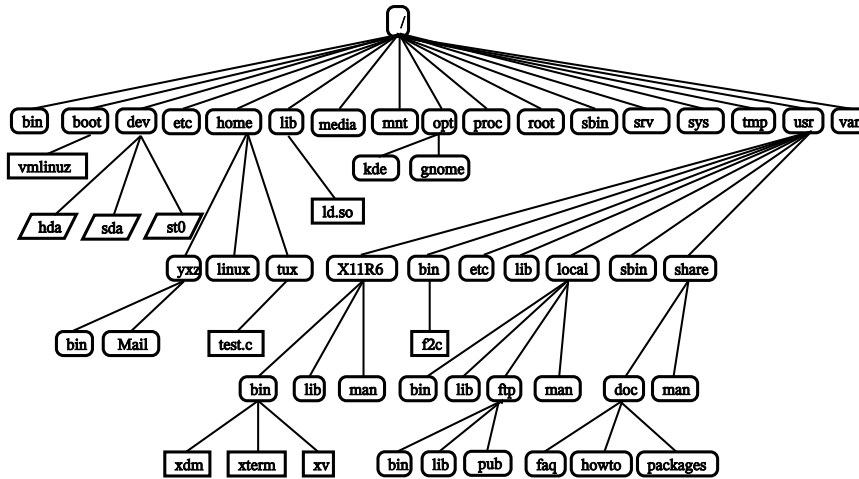 /
bin boot dev etc home lib media mnt opt proc root sbin srv sys tmp usr var
vmlinuz kde gnome
hda sda st0 ld.so
yxz linux tux X11R6 bin etc lib local sbin share
bin Mail test.c f2c
bin lib man bin lib ftp man doc man
xdm xterm xv bin lib pub faq howto packages